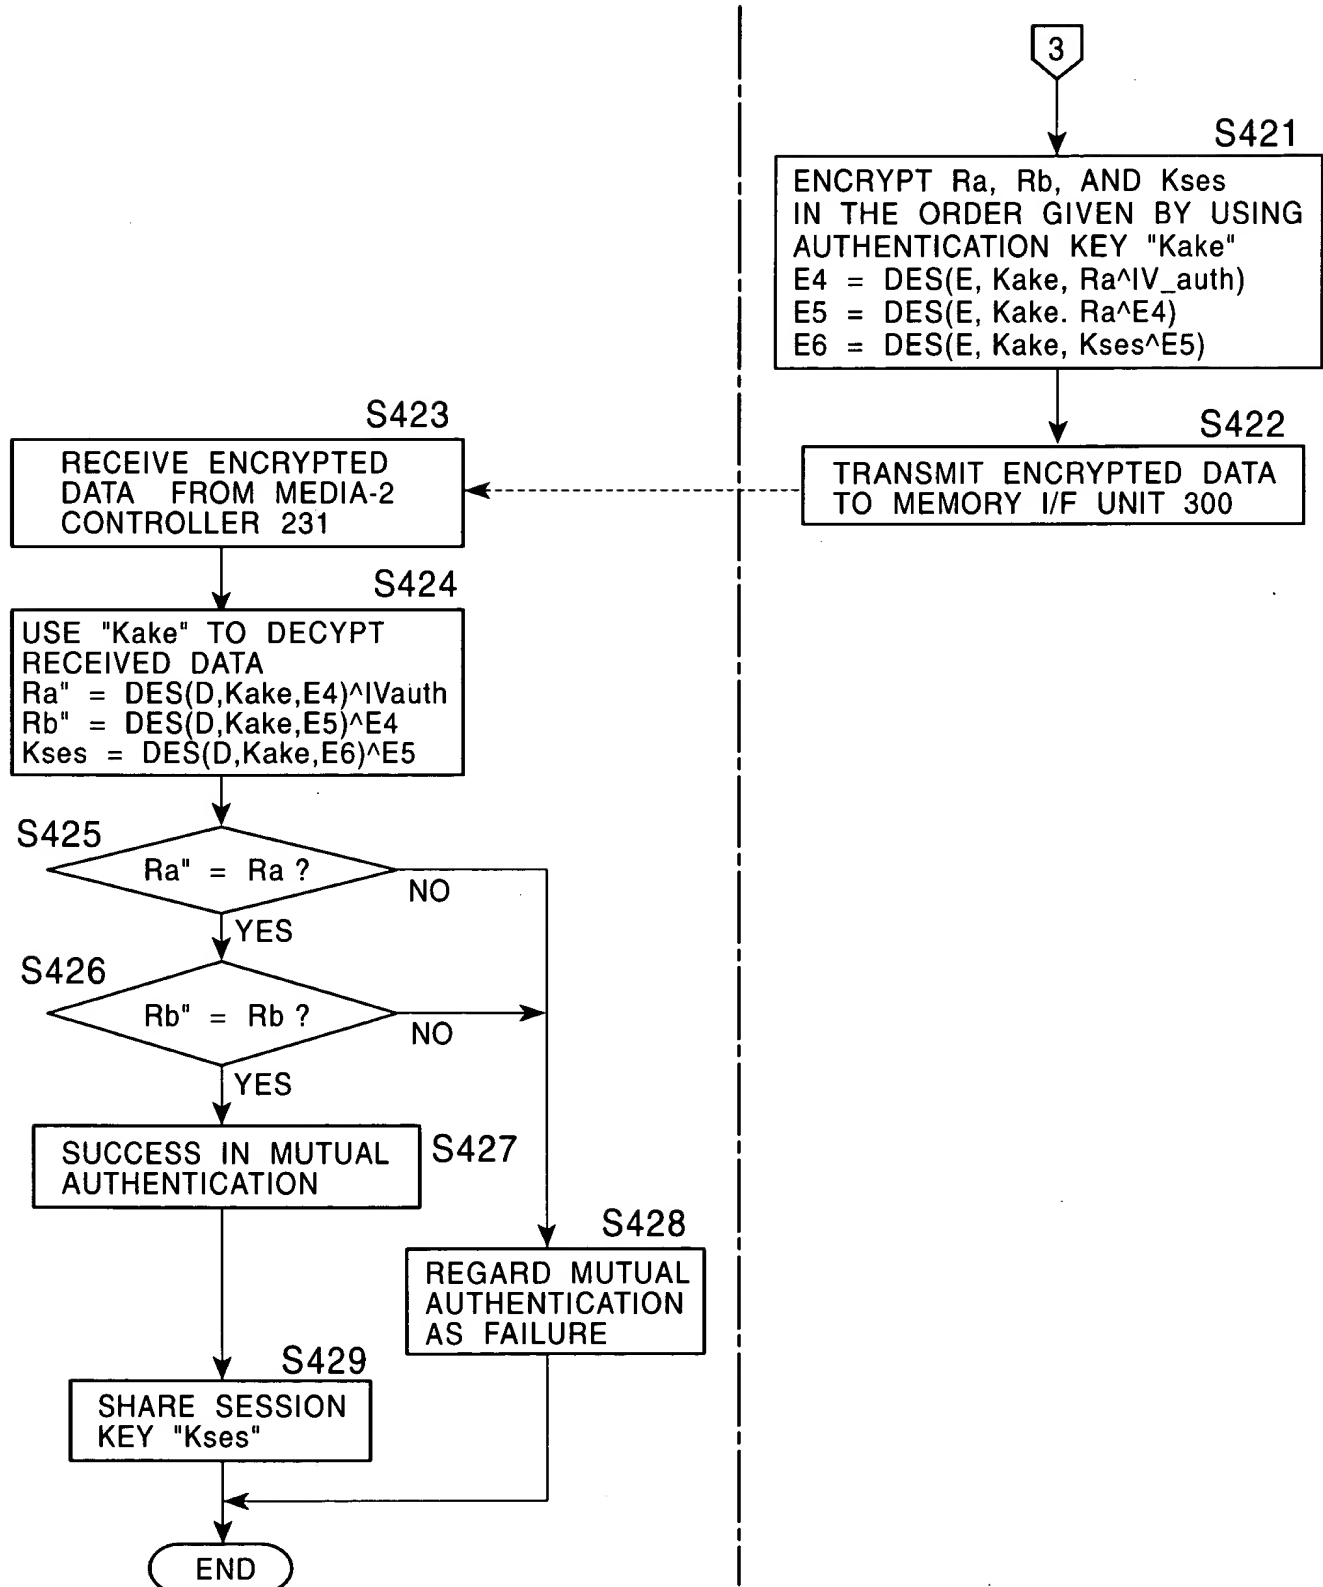 3
S421
ENCRYPT Ra, Rb, AND Kses
IN THE ORDER GIVEN BY USING
AUTHENTICATION KEY "Kake"
E4 = DES(E, Kake, Ra^IV_auth)
E5 = DES(E, Kake. Ra^E4)
E6 = DES(E, Kake, Kses^E5)
S422
TRANSMIT ENCRYPTED DATA
TO MEMORY I/F UNIT 300
S423
RECEIVE ENCRYPTED
DATA FROM MEDIA-2
CONTROLLER 231
S424
USE "Kake" TO DECYPT
RECEIVED DATA
Ra" = DES(D,Kake,E4)^IVauth
Rb" = DES(D,Kake,E5)^E4
Kses = DES(D,Kake,E6)^E5
S425
Ra" = Ra ?
NO
YES
S426
Rb" = Rb ?
NO
YES
SUCCESS IN MUTUAL
AUTHENTICATION
S427
S428
REGARD MUTUAL
AUTHENTICATION
AS FAILURE
S429
SHARE SESSION
KEY "Kses"
END